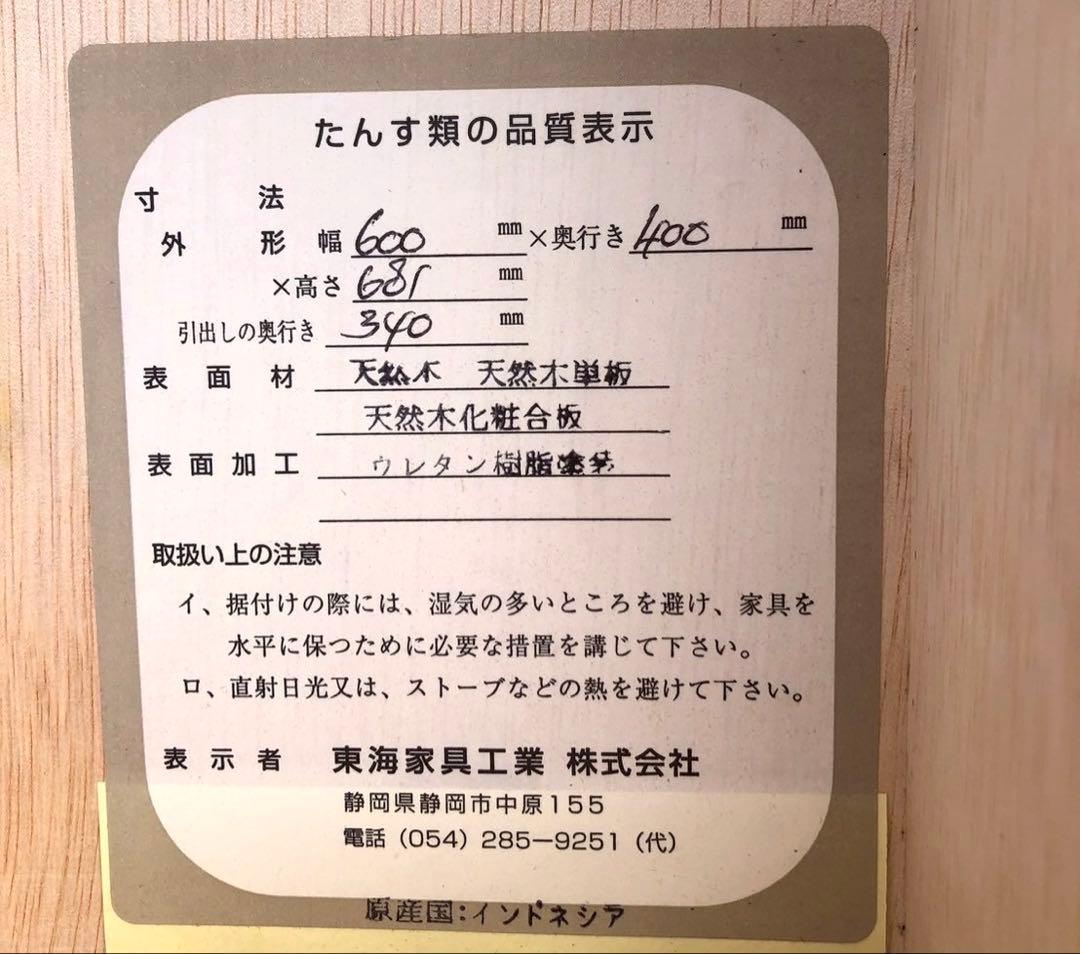 たんす類の品質表示
寸法
外形 幅 600 mm ×奥行き 400 mm
×高さ 681 mm
引出しの奥行き 340 mm
表面材 天然木 天然木単板
天然木化粧合板
表面加工 ウレタン樹脂塗装
取扱い上の注意
イ、据付けの際には、湿気の多いところを避け、家具を
水平に保つために必要な措置を講じて下さい。
ロ、直射日光又は、ストーブなどの熱を避けて下さい。
表示者 東海家具工業 株式会社
静岡県静岡市中原155
電話（054）285―9251（代）
原産国:インドネシア